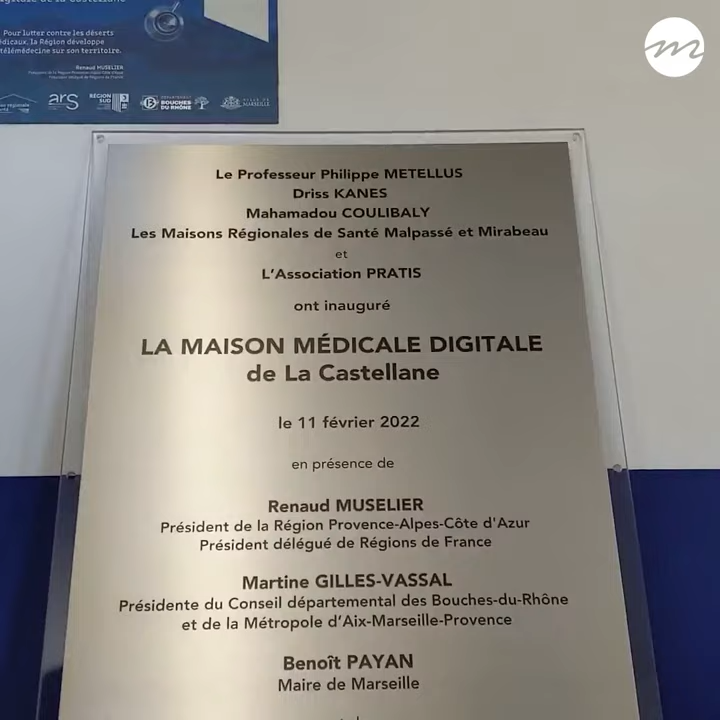 Pour lutter contre les déserts
médicaux, la Région développe
télémédecine sur son territoire.
Renaud MUSELIER
ars
RÉGION
SUD
DÉPARTEMENT
BOUCHES
DU RHÔNE
VILLE DE
MARSEILLE
m
Le Professeur Philippe METELLUS
Driss KANES
Mahamadou COULIBALY
Les Maisons Régionales de Santé Malpassé et Mirabeau
et
L'Association PRATIS
ont inauguré
LA MAISON MÉDICALE DIGITALE
de La Castellane
le 11 février 2022
en présence de
Renaud MUSELIER
Président de la Région Provence-Alpes-Côte d'Azur
Président délégué de Régions de France
Martine GILLES-VASSAL
Présidente du Conseil départemental des Bouches-du-Rhône
et de la Métropole d'Aix-Marseille-Provence
Benoît PAYAN
Maire de Marseille